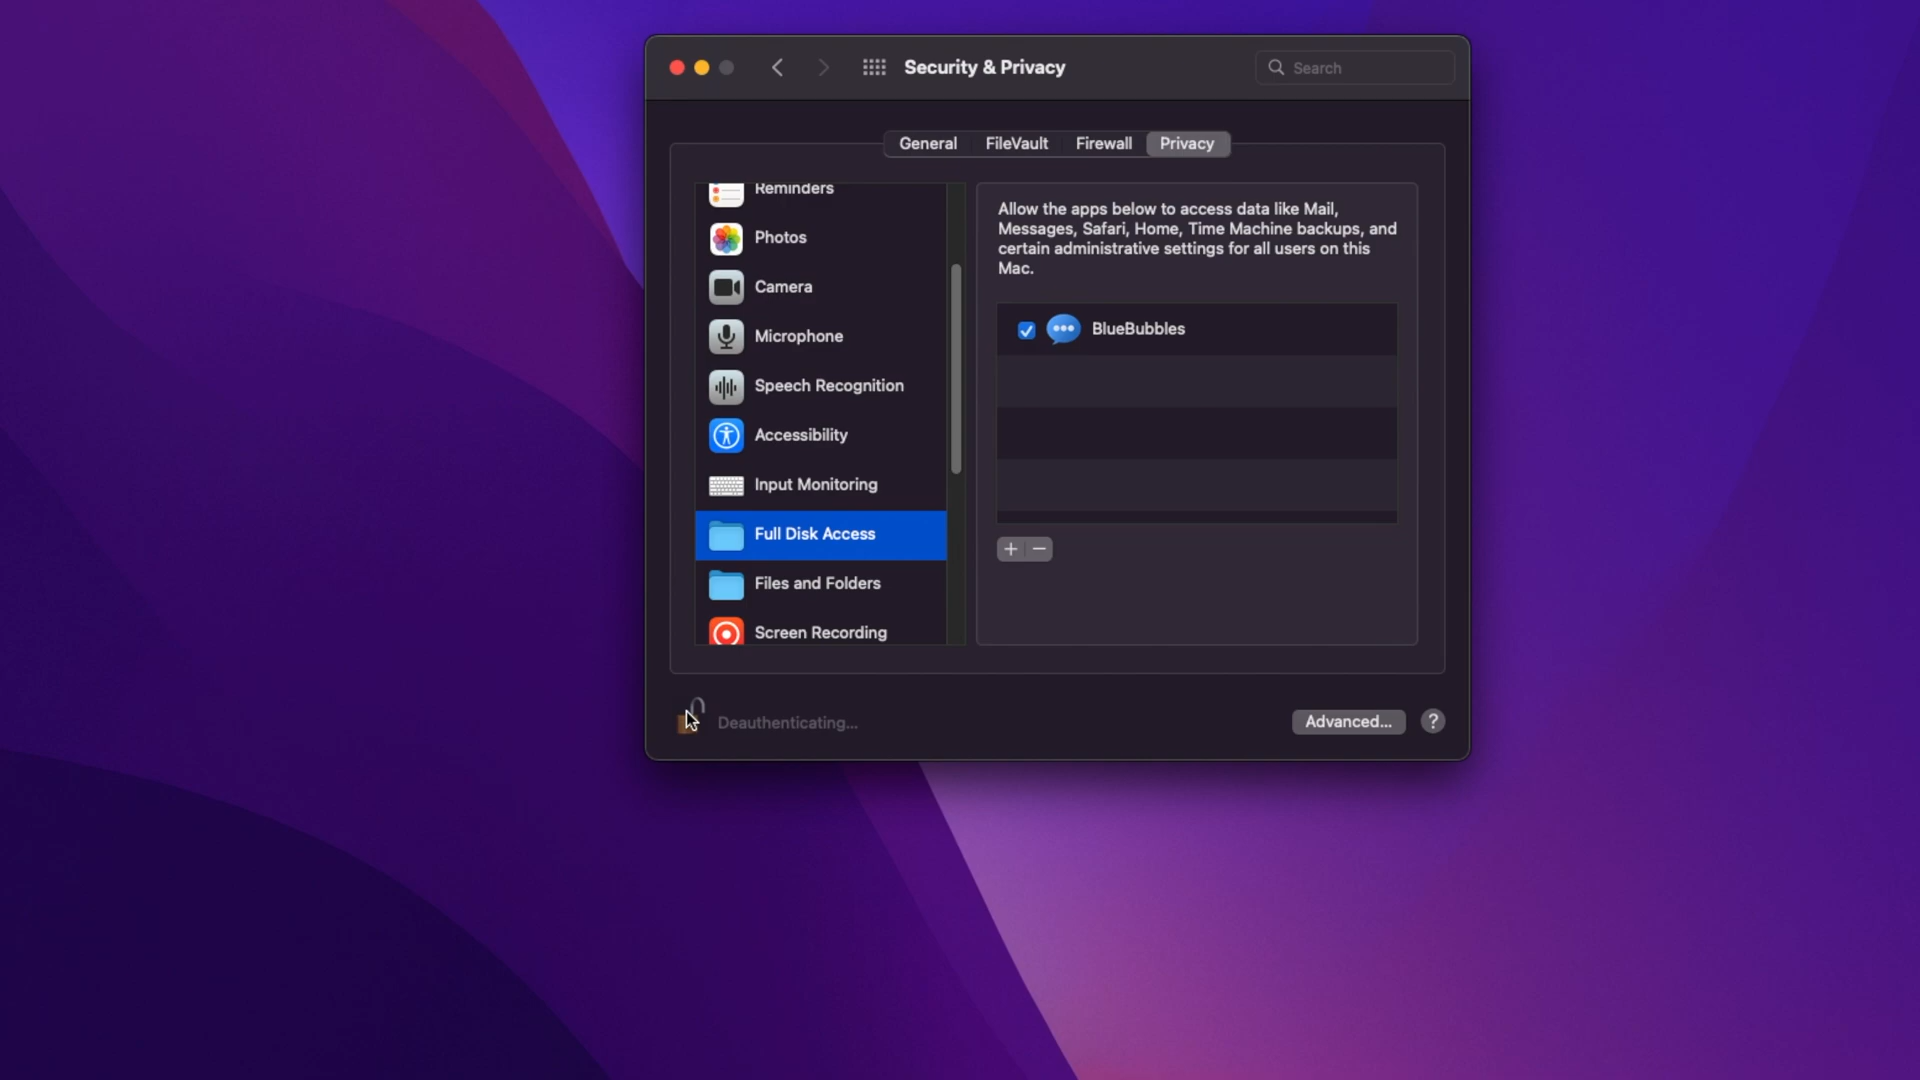 Security & Privacy
Search
General
FileVault
Firewall
Privacy
Reminders
Photos
Camera
Microphone
Speech Recognition
Accessibility
Input Monitoring
Full Disk Access
Files and Folders
Screen Recording
Allow the apps below to access data like Mail,
Messages, Safari, Home, Time Machine backups, and
certain administrative settings for all users on this
Mac.
BlueBubbles
+ −
Deauthenticating...
Advanced...
?